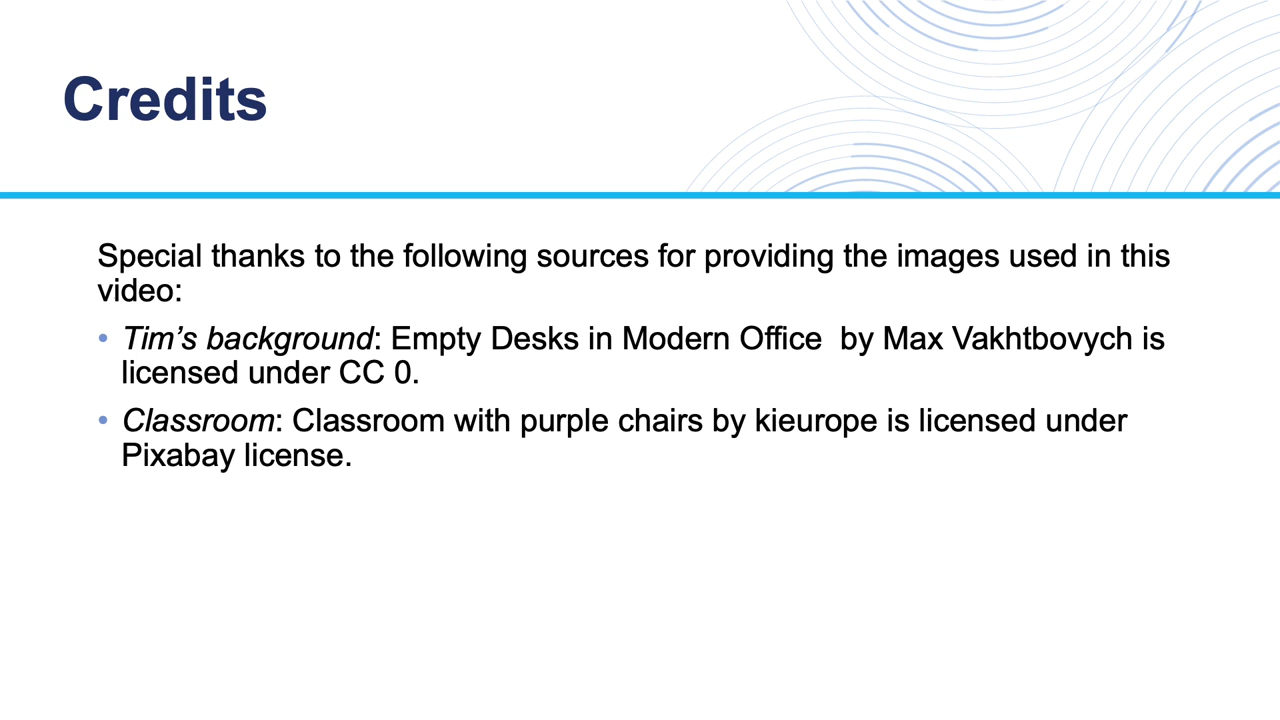 Credits
Special thanks to the following sources for providing the images used in this
video:
• Tim’s background: Empty Desks in Modern Office  by Max Vakhtbovych is
licensed under CC 0.
• Classroom: Classroom with purple chairs by kieurope is licensed under
Pixabay license.